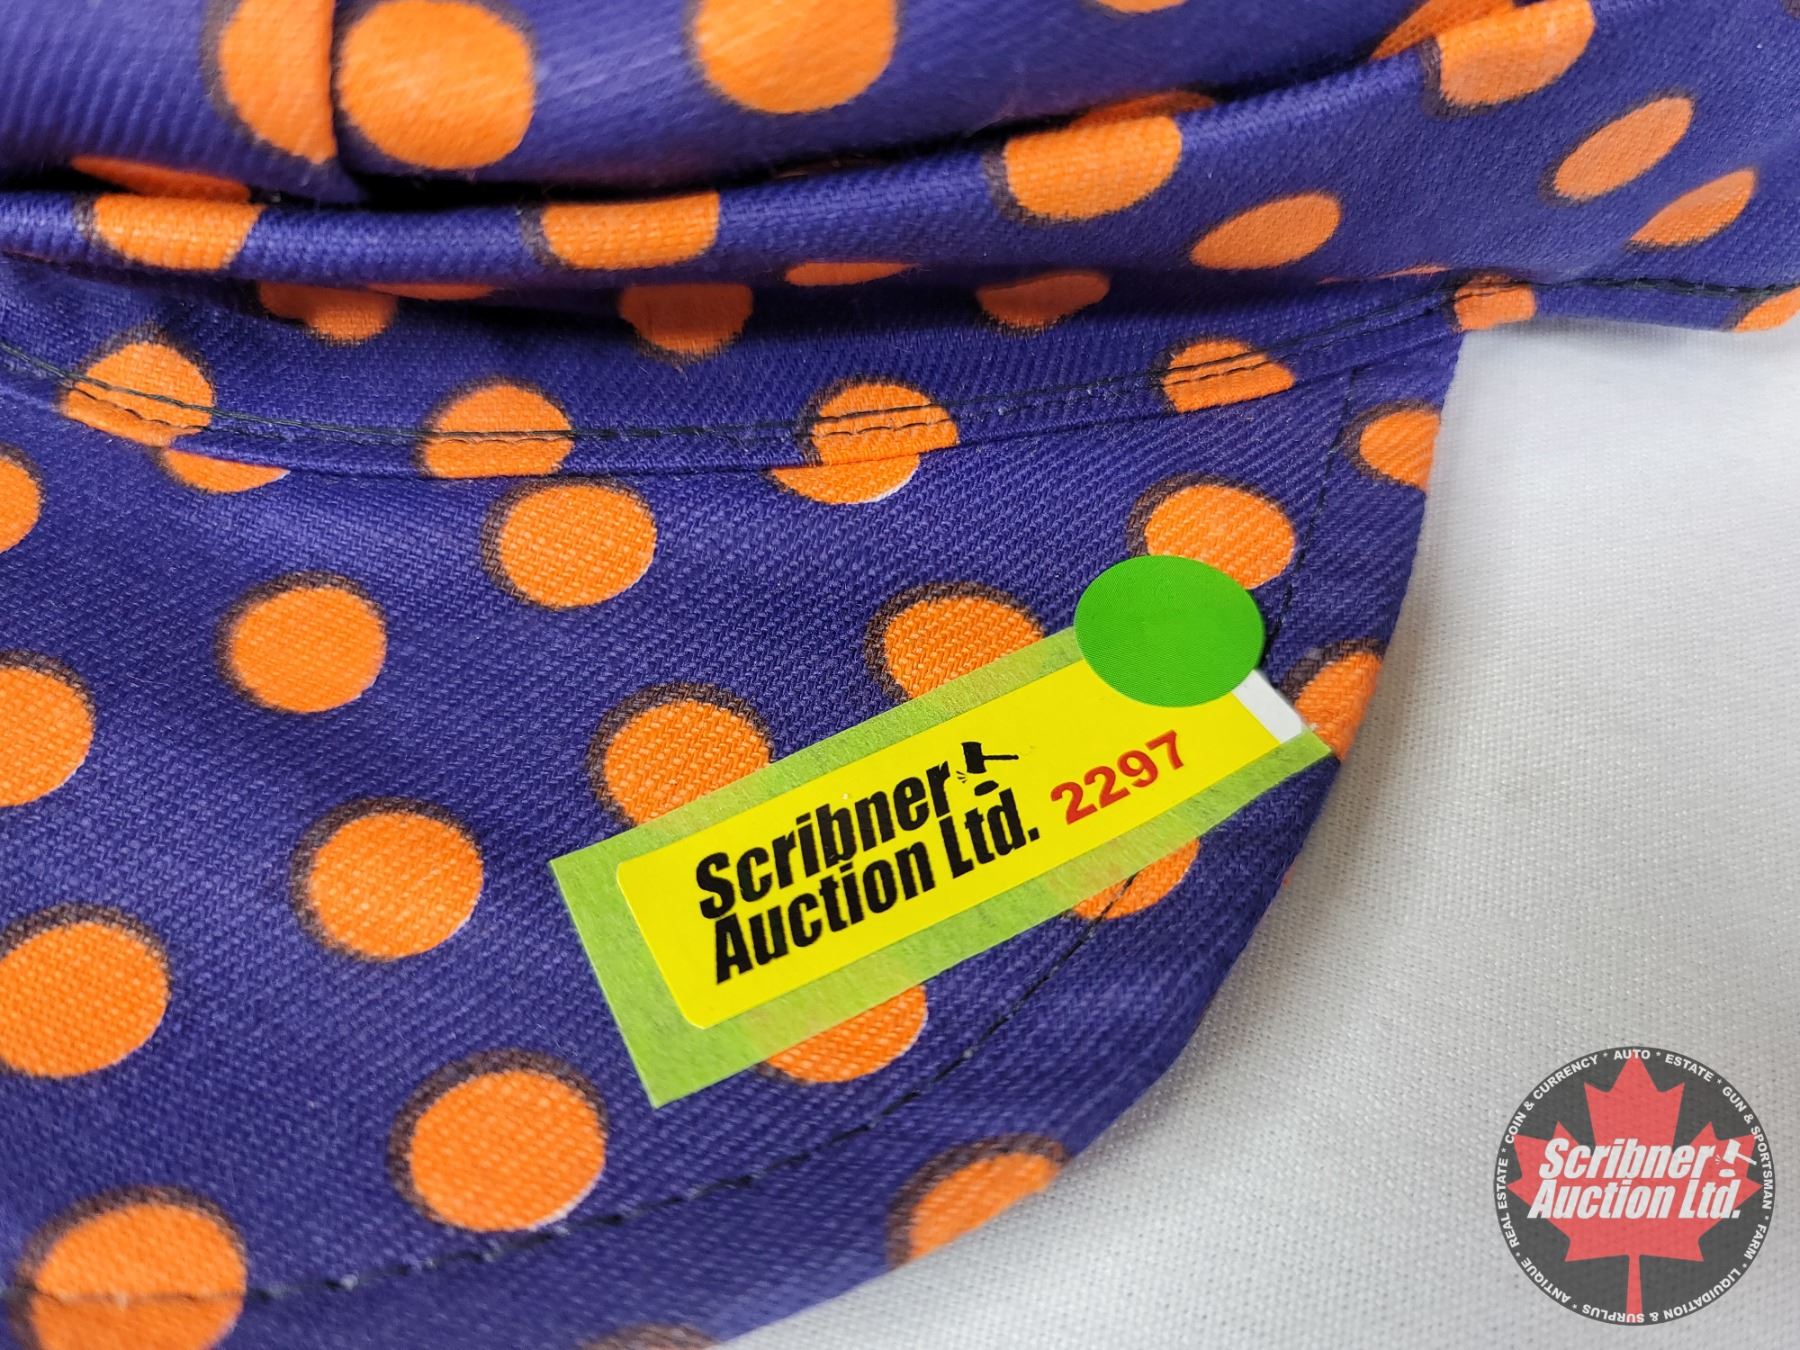 Scribner
Auction Ltd.
2297
COIN & CURRENCY * AUTO * ESTATE * GUN & SPORTSMAN * FARM * LIQUIDATION & SURPLUS * ANTIQUE * REAL ESTATE *
Scribner
Auction Ltd.